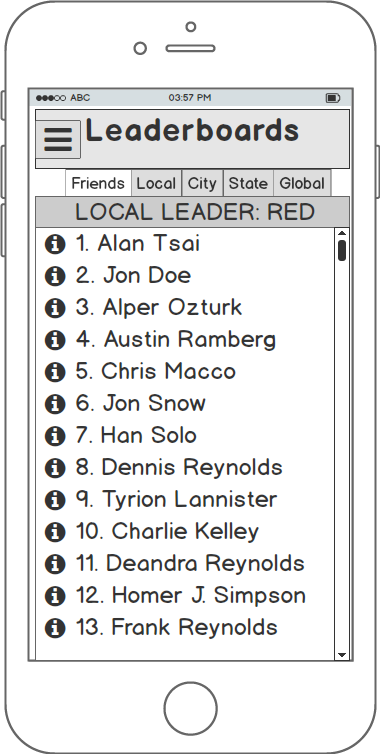 ABC 03:57 PM
Leaderboards
Friends Local City State Global
LOCAL LEADER: RED
1. Alan Tsai
2. Jon Doe
3. Alper Ozturk
4. Austin Ramberg
5. Chris Macco
6. Jon Snow
7. Han Solo
8. Dennis Reynolds
9. Tyrion Lannister
10. Charlie Kelley
11. Deandra Reynolds
12. Homer J. Simpson
13. Frank Reynolds